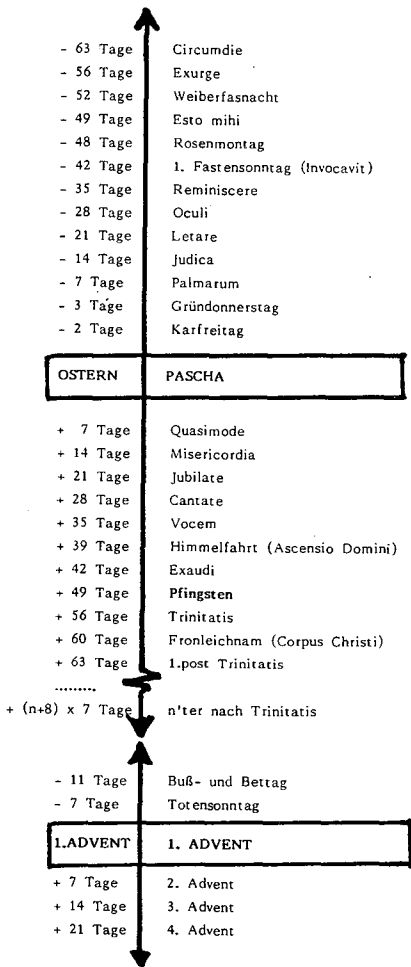 - 63 Tage Circumdie
- 56 Tage Exurge
- 52 Tage Weiberfasnacht
- 49 Tage Esto mihi
- 48 Tage Rosenmontag
- 42 Tage 1. Fastensonntag (Invocavit)
- 35 Tage Reminiscere
- 28 Tage Oculi
- 21 Tage Letare
- 14 Tage Judica
- 7 Tage Palmarum
- 3 Tage Gründonnerstag
- 2 Tage Karfreitag
OSTERN PASCHA
+ 7 Tage Quasimode
+ 14 Tage Misericordia
+ 21 Tage Jubilate
+ 28 Tage Cantate
+ 35 Tage Vocem
+ 39 Tage Himmelfahrt (Ascensio Domini)
+ 42 Tage Exaudi
+ 49 Tage Pfingsten
+ 56 Tage Trinitatis
+ 60 Tage Fronleichnam (Corpus Christi)
+ 63 Tage 1.post Trinitatis
.........
+ (n+8) x 7 Tage n'ter nach Trinitatis
- 11 Tage Buß- und Bettag
- 7 Tage Totensonntag
1.ADVENT 1. ADVENT
+ 7 Tage 2. Advent
+ 14 Tage 3. Advent
+ 21 Tage 4. Advent